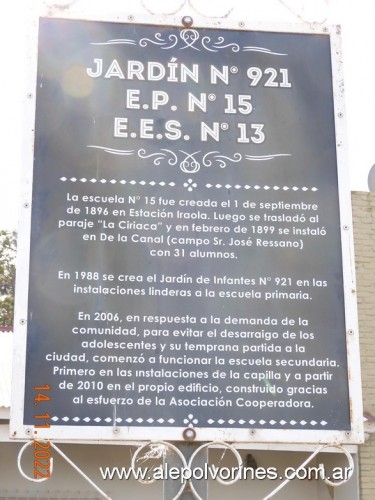 JARDÍN N° 921
E.P. N° 15
E.E.S. N° 13
La escuela N° 15 fue creada el 1 de septiembre
de 1896 en Estación Iraola. Luego se trasladó al
paraje "La Ciriaca" y en febrero de 1899 se instaló
en De la Canal (campo Sr. José Ressano)
con 31 alumnos.
En 1988 se crea el Jardín de Infantes N° 921 en las
instalaciones linderas a la escuela primaria.
En 2006, en respuesta a la demanda de la
comunidad, para evitar el desarraigo de los
adolescentes y su temprana partida a la
ciudad, comenzó a funcionar la escuela secundaria.
Primero en las instalaciones de la capilla y a partir
de 2010 en el propio edificio, construido gracias
al esfuerzo de la Asociación Cooperadora.
14 11 2022
www.alepolvorines.com.ar